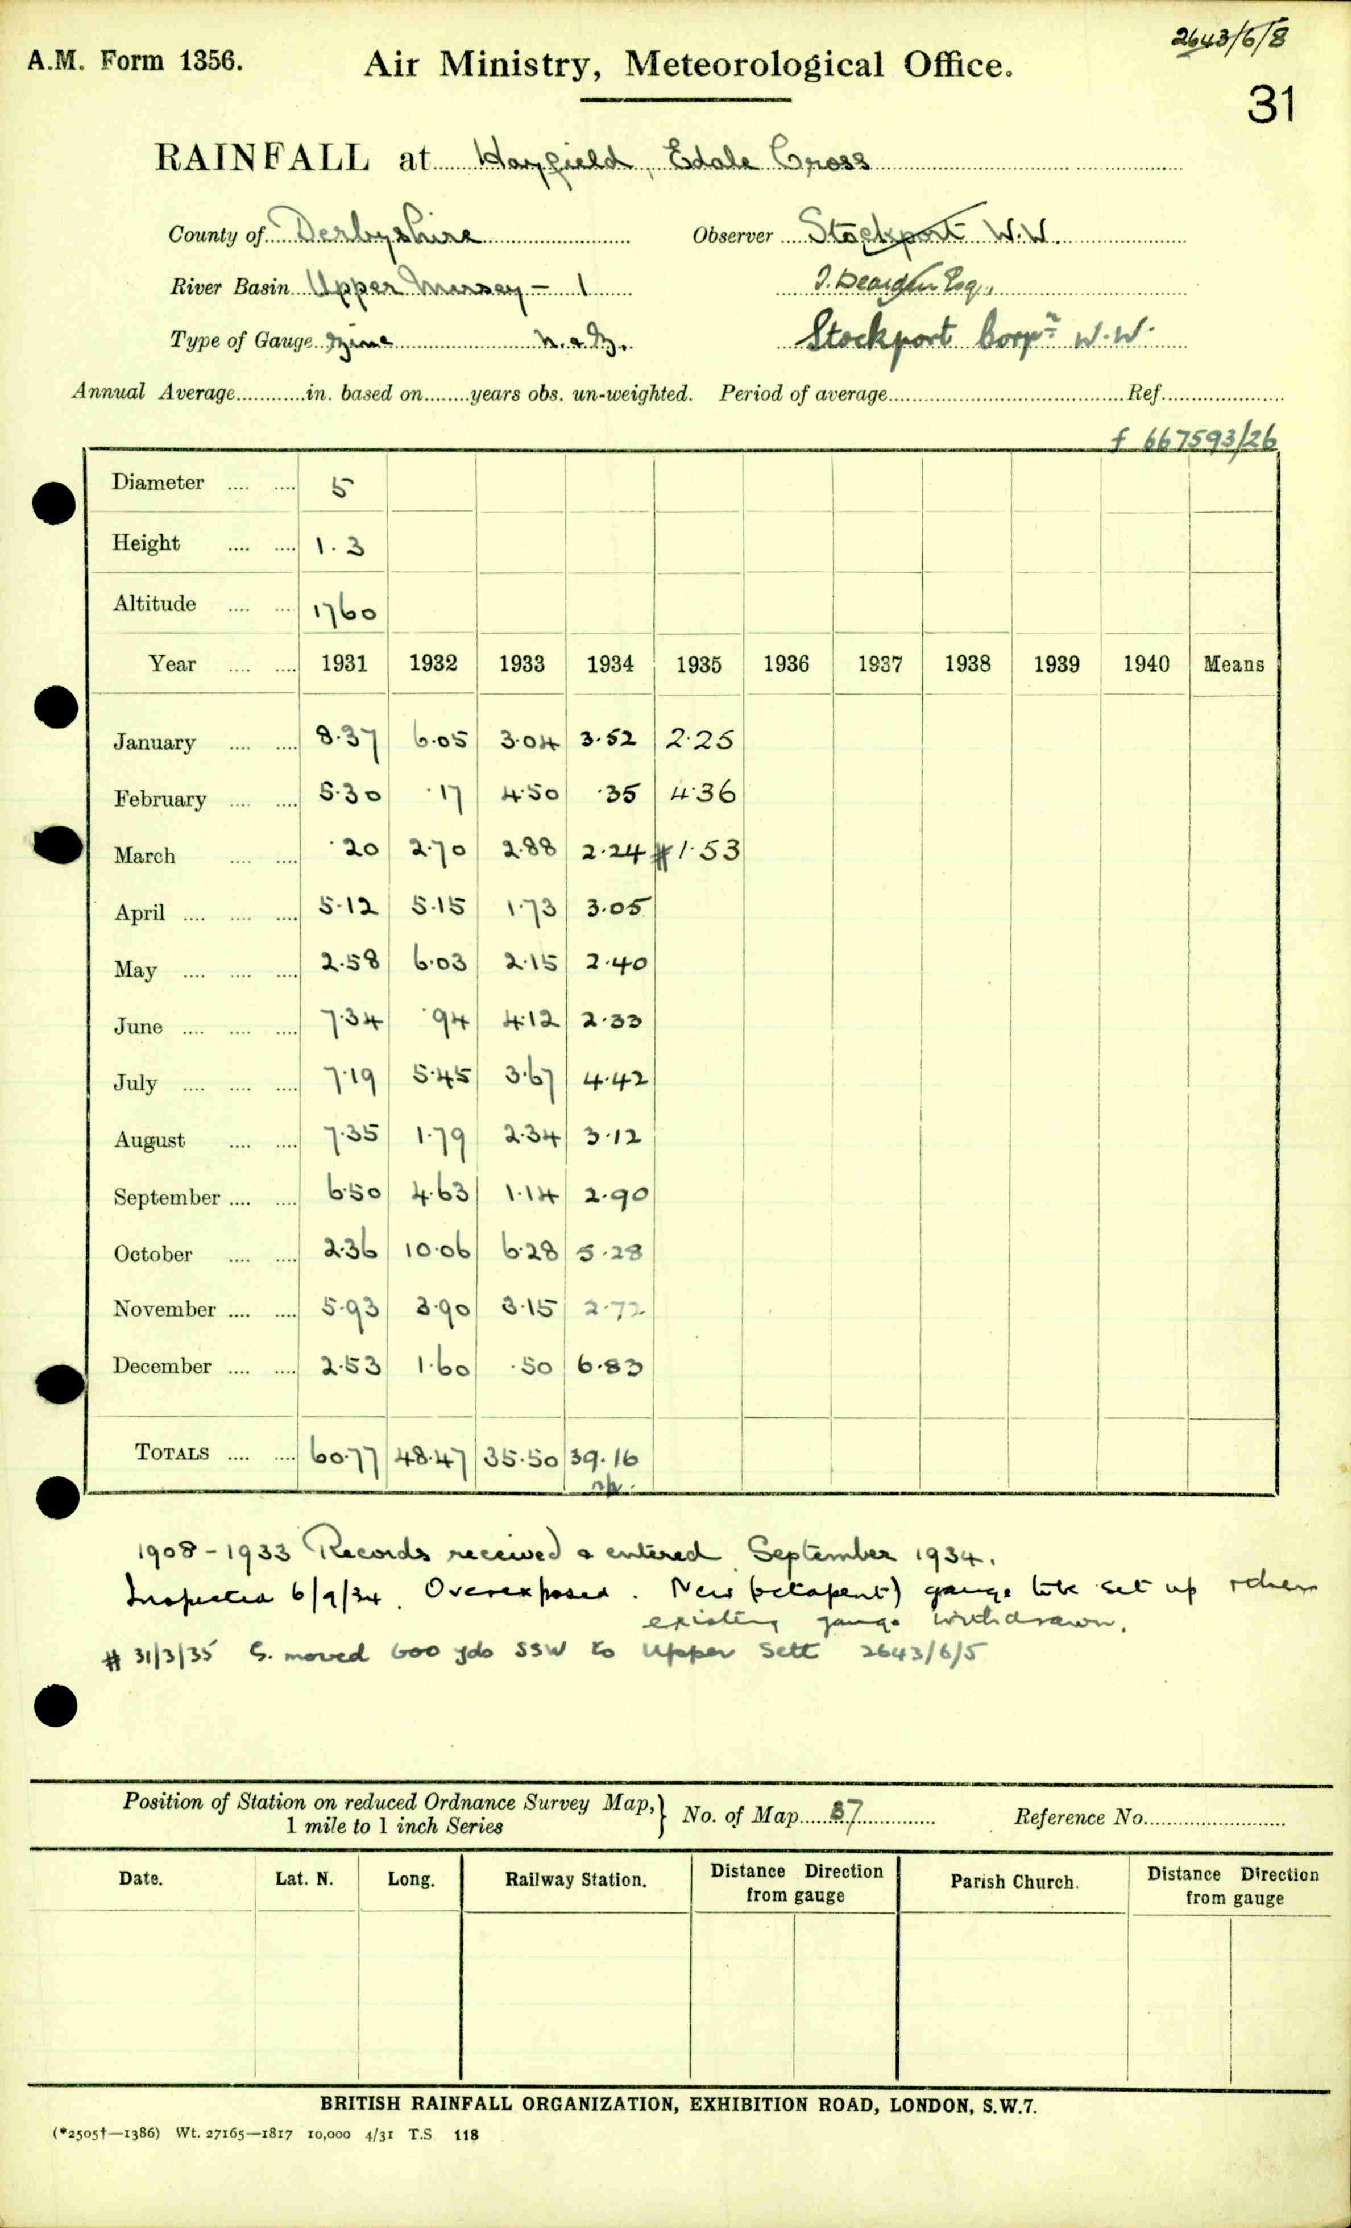 2643/6/8
A.M. Form 1356. Air Ministry, Meteorological Office.
31
RAINFALL at Hayfield, Edale Cross
County of Derbyshire Observer Stockport W.W.
River Basin Upper Mersey - 1 J. Dearden Esq.,
Type of Gauge Stockport Corpn W.W.
Annual Average............in. based on........years obs. un-weighted. Period of average........ Ref........
f 667593/26
Diameter .... .... 5
Height .... .... 1.3
Altitude .... .... 1760
Year .... .... 1931 1932 1933 1934 1935 1936 1937 1938 1939 1940 Means
January .... .... 8.37 6.05 3.04 3.52 2.25
February .... .... 5.30 .17 4.50 .35 4.36
March .... .... .20 2.70 2.88 2.24 #1.53
April .... .... .... 5.12 5.15 1.73 3.05
May .... .... .... 2.58 6.03 2.15 2.40
June .... .... .... 7.34 .94 4.12 2.33
July .... .... .... 7.19 5.45 3.67 4.42
August .... .... 7.35 1.79 2.34 3.12
September .... .... 6.50 4.63 1.14 2.90
October .... .... 2.36 10.06 6.28 5.28
November .... .... 5.93 3.90 3.15 2.72
December .... .... 2.53 1.60 .50 6.83
TOTALS .... .... 60.77 48.47 35.50 39.16
1908 - 1933 Records received & entered September 1934.
Inspected 6/9/34. Overexposed. New (octapent) gauge to be set up when
existing gauge withdrawn.
# 31/3/35 G. moved 600 yds SSW to Upper Sett 2643/6/5
Position of Station on reduced Ordnance Survey Map,} No. of Map 37 Reference No.
1 mile to 1 inch Series
Date. Lat. N. Long. Railway Station. Distance Direction from gauge Parish Church. Distance Direction from gauge
BRITISH RAINFALL ORGANIZATION, EXHIBITION ROAD, LONDON, S.W.7.
(*2505†—1386) Wt. 27165—1817 10,000 4/31 T.S 118